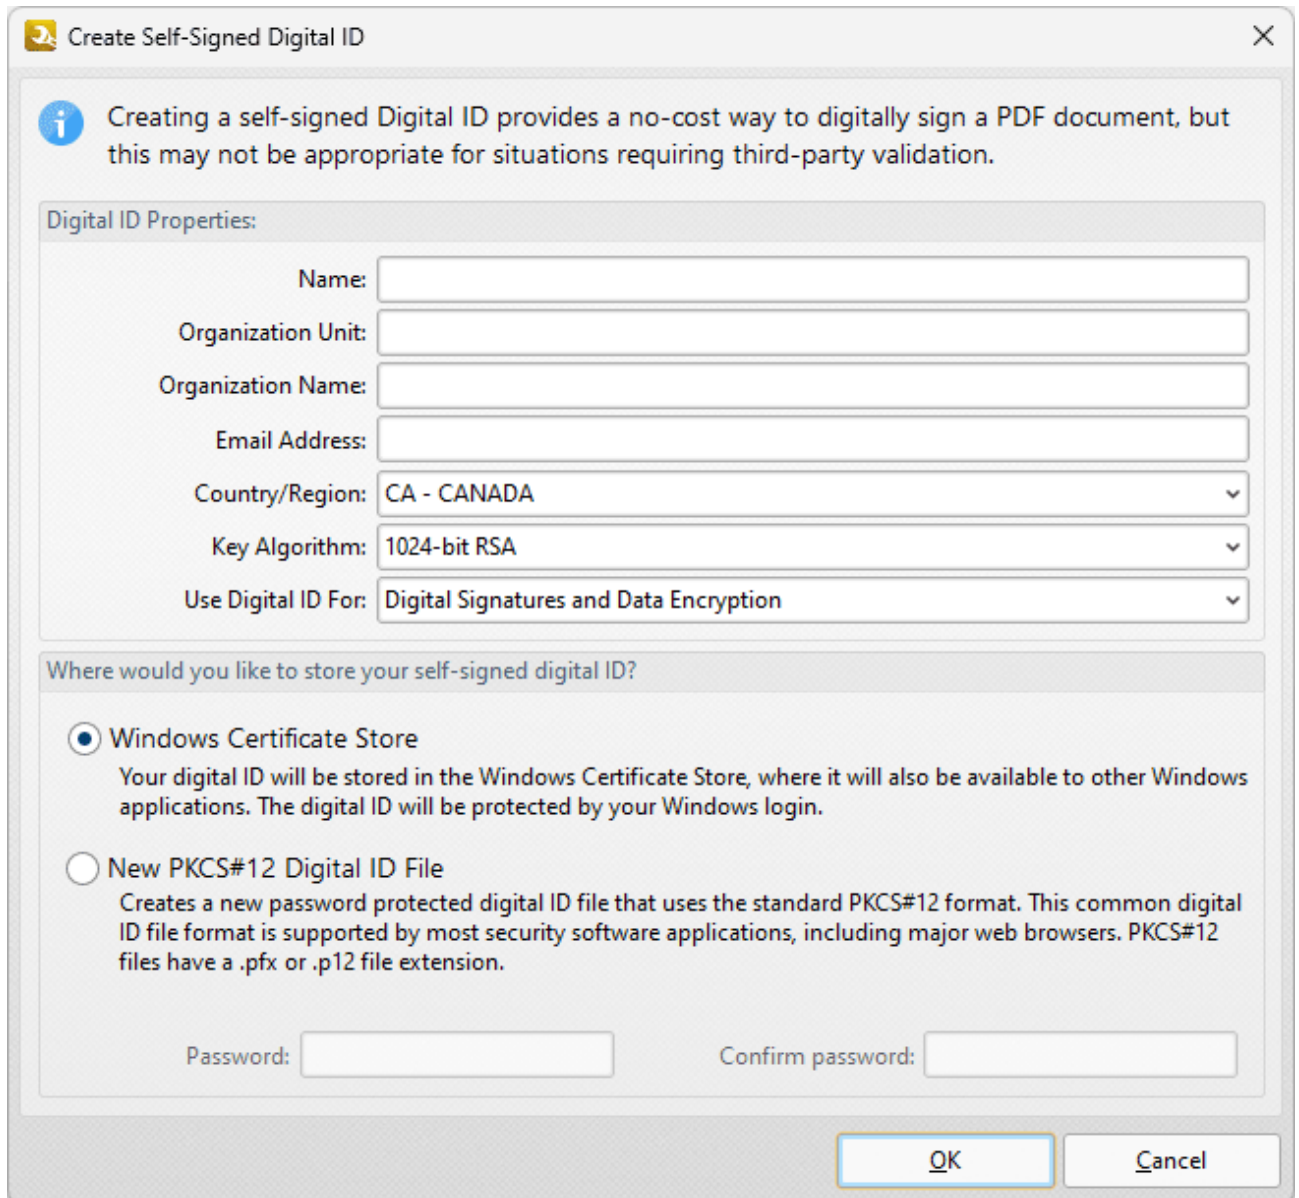 Create Self-Signed Digital ID
Creating a self-signed Digital ID provides a no-cost way to digitally sign a PDF document, but
this may not be appropriate for situations requiring third-party validation.
Digital ID Properties:
Name:
Organization Unit:
Organization Name:
Email Address:
Country/Region: CA - CANADA
Key Algorithm: 1024-bit RSA
Use Digital ID For: Digital Signatures and Data Encryption
Where would you like to store your self-signed digital ID?
Windows Certificate Store
Your digital ID will be stored in the Windows Certificate Store, where it will also be available to other Windows
applications. The digital ID will be protected by your Windows login.
New PKCS#12 Digital ID File
Creates a new password protected digital ID file that uses the standard PKCS#12 format. This common digital
ID file format is supported by most security software applications, including major web browsers. PKCS#12
files have a .pfx or .p12 file extension.
Password: Confirm password:
OK Cancel